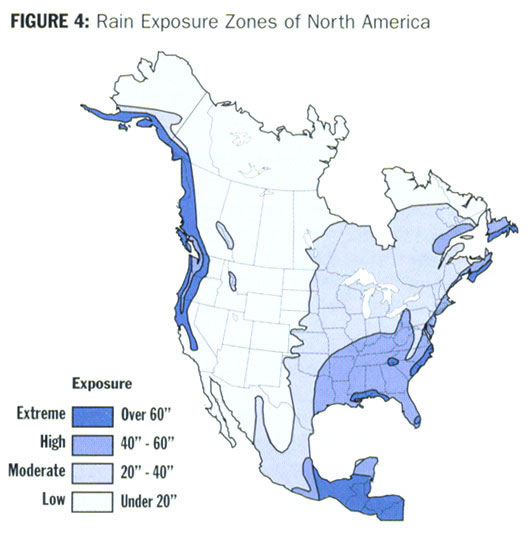 FIGURE 4: Rain Exposure Zones of North America
Exposure
Extreme Over 60"
High 40" - 60"
Moderate 20" - 40"
Low Under 20"